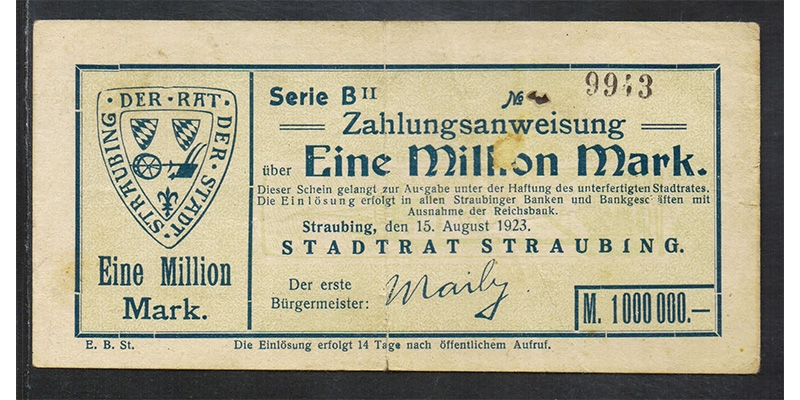 DER · RAT · DER · STADT · STRAUBING
Eine Million
Mark.
Serie B II
№ 9943
Zahlungsanweisung
über Eine Million Mark.
Dieser Schein gelangt zur Ausgabe unter der Haftung des unterfertigten Stadtrates.
Die Einlösung erfolgt in allen Straubinger Banken und Bankgeschäften mit
Ausnahme der Reichsbank.
Straubing, den 15. August 1923.
STADTRAT STRAUBING.
Der erste
Bürgermeister:
Maily.
M. 1000000.—
E. B. St.
Die Einlösung erfolgt 14 Tage nach öffentlichem Aufruf.